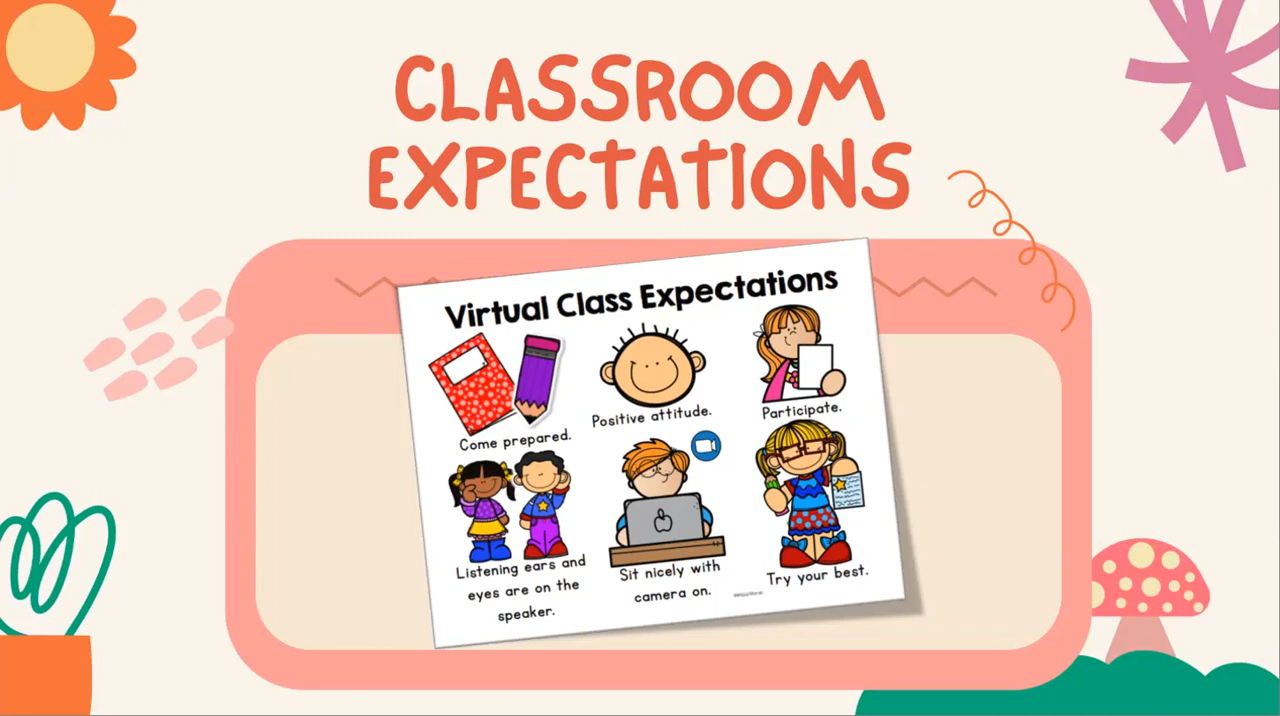 CLASSROOM
EXPECTATIONS
Virtual Class Expectations
Come prepared.
Positive attitude.
Participate.
Listening ears and
eyes are on the
speaker.
Sit nicely with
camera on.
Try your best.